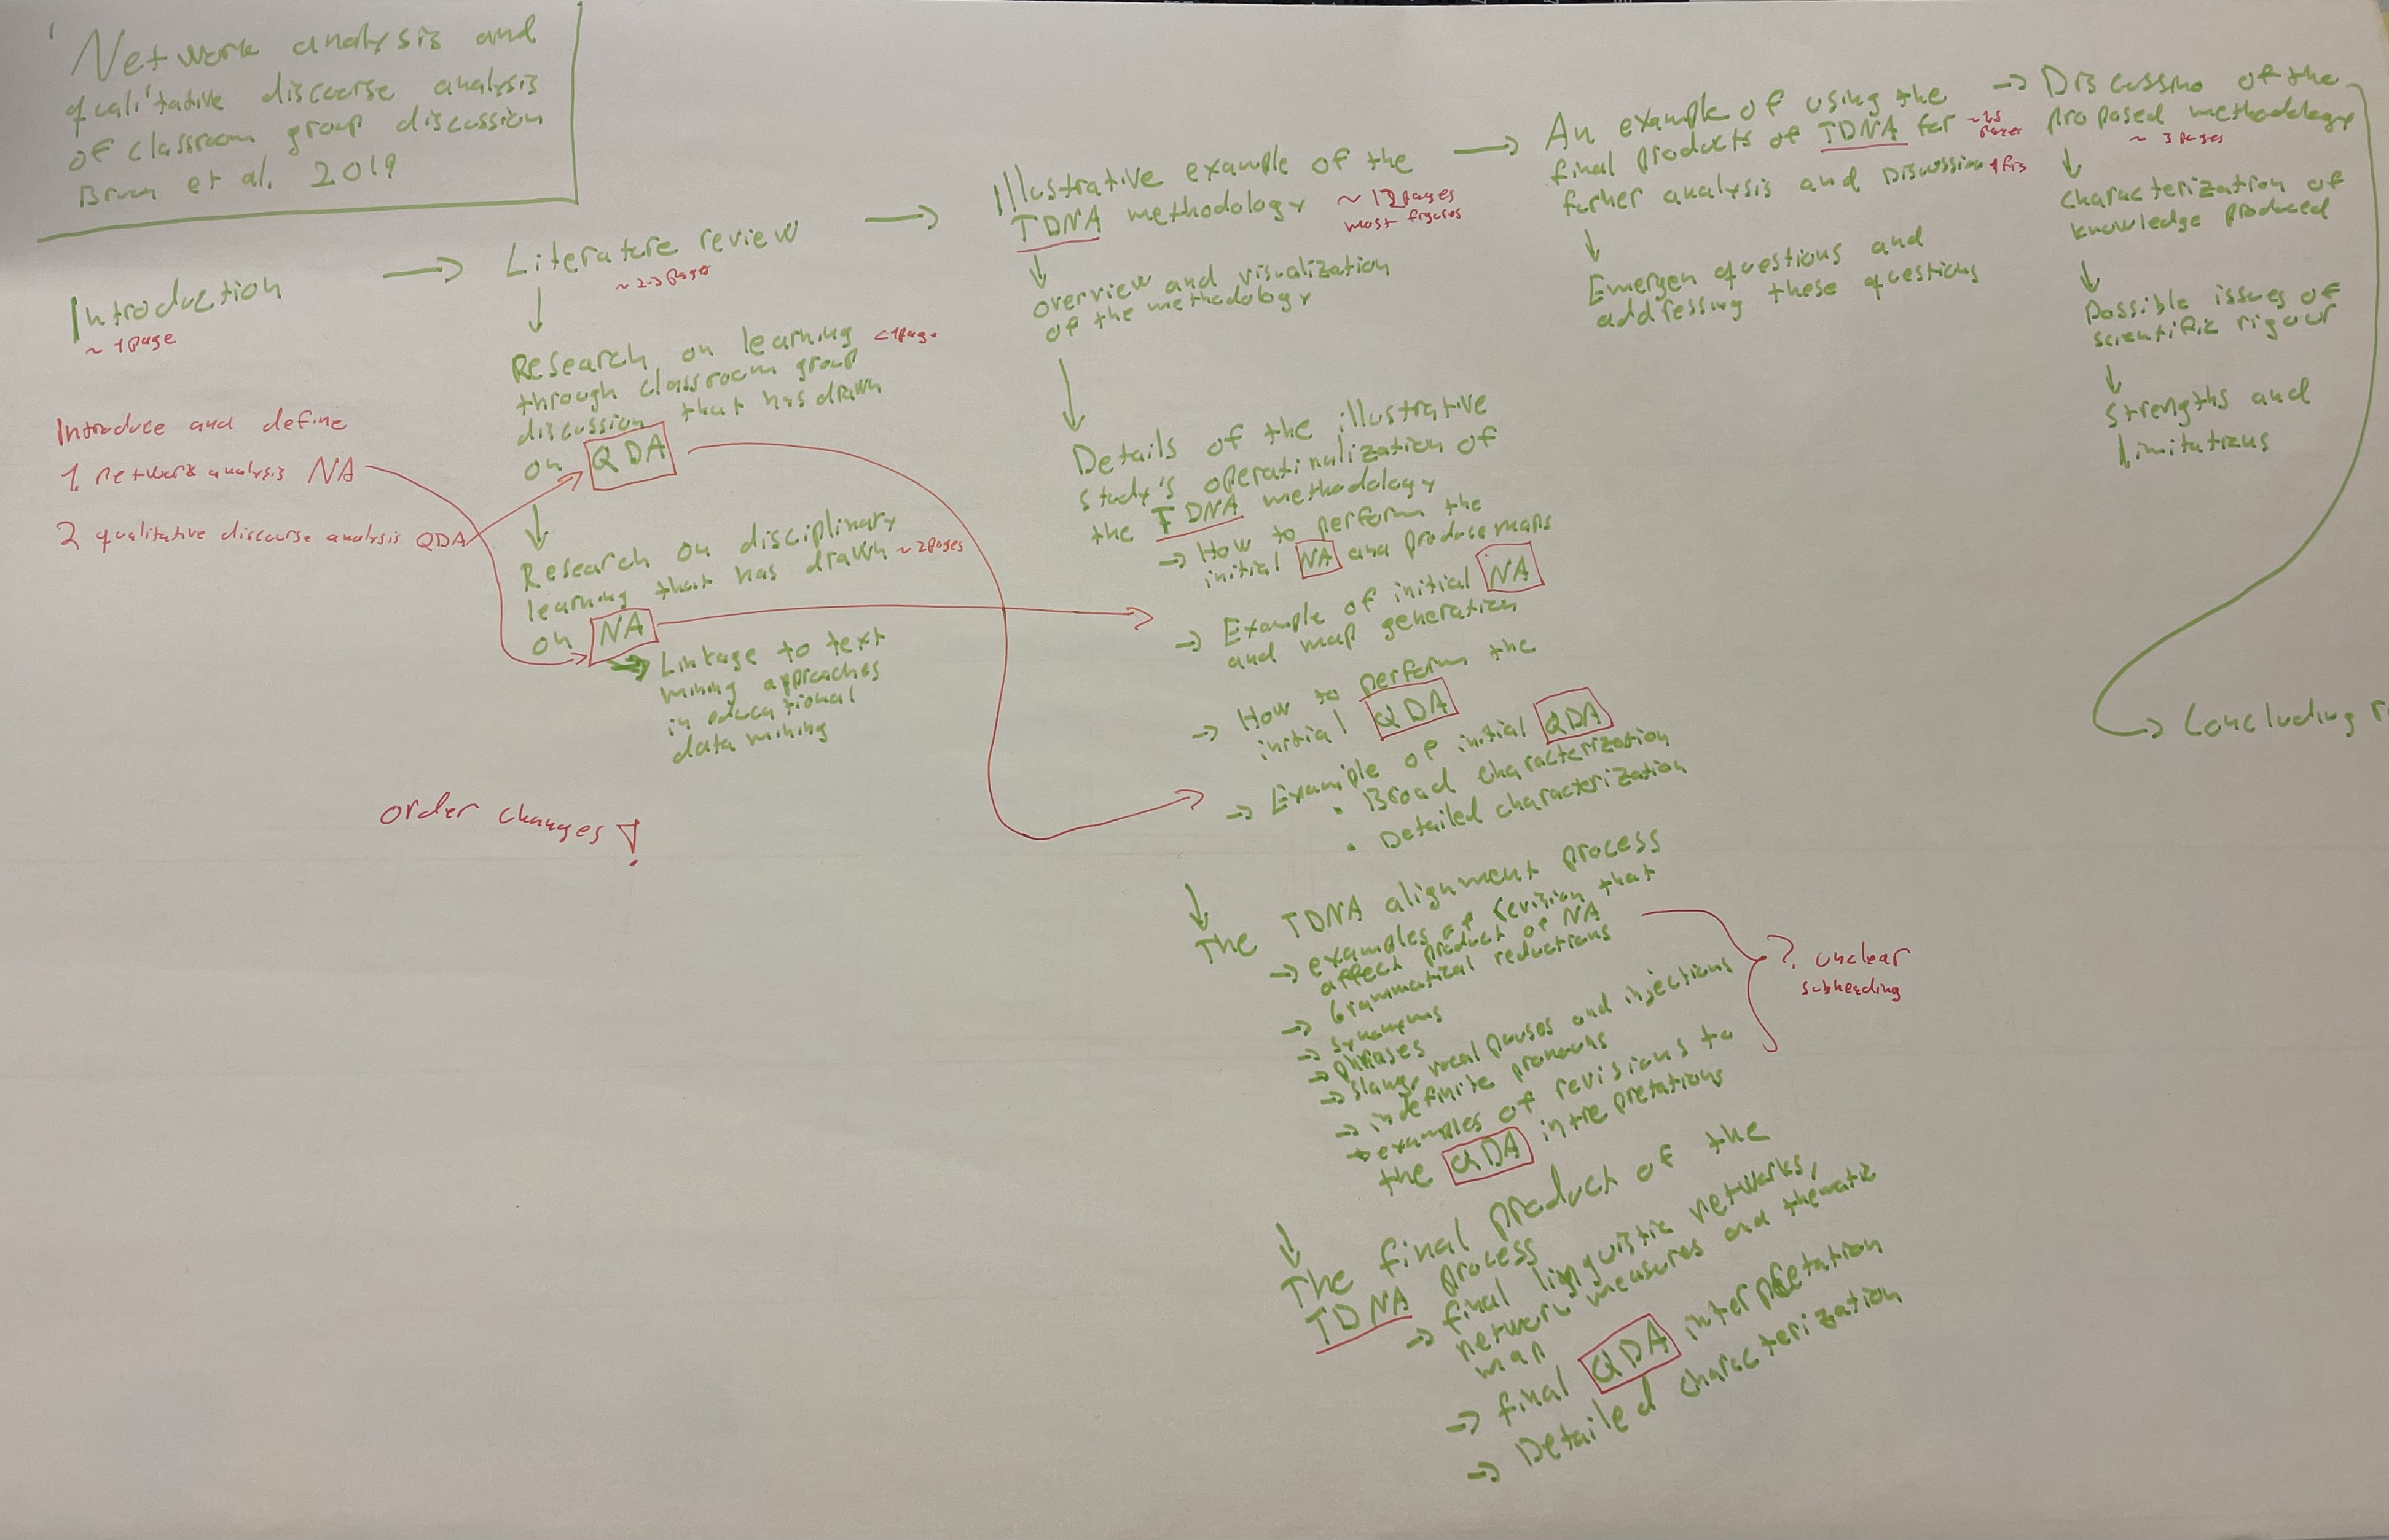 Network analysis and
qualitative discourse analysis
of classroom group discussion
Bruun et al. 2019
Introduction
~ 1 page
Introduce and define
1. network analysis NA
2 qualitative discourse analysis QDA
order changes !
Literature review
~ 2-3 pages
Research on learning <1 page
through classroom group
discussion that has drawn
on QDA
Research on disciplinary
learning that has drawn ~ 2 pages
on NA
Linkage to text
mining approaches
in educational
data mining
Illustrative example of the
TDNA methodology ~ 12 pages
most figures
overview and visualization
of the methodology
Details of the illustrative
study's operatinalization of
the TDNA methodology
→ How to perform the
initial NA and produce maps
→ Example of initial NA
and map generation
→ How to perform the
initial QDA
→ Example of initial QDA
• Broad characterization
• Detailed characterization
The TDNA alignment process
→ examples of revision that
affect product of NA
→ Grammatical reductions
→ synonyms
→ phrases
→ slang, vocal pauses and injections
→ indefinite pronouns
→ examples of revisions to
the QDA intrepretations
? unclear
subheading
The final product of the
TDNA process
→ final linguistic networks,
network measures and thematic
map
→ final QDA interpretation
→ Detailed characterization
An example of using the
final products of TDNA for
further analysis and Discussion 1 fig
Emergen questions and
addressing these questions
Discussino of the
proposed methodology
~ 3 pages
characterization of
knowledge produced
Possible issues of
scientific rigour
Strengths and
limitations
→ Concluding r